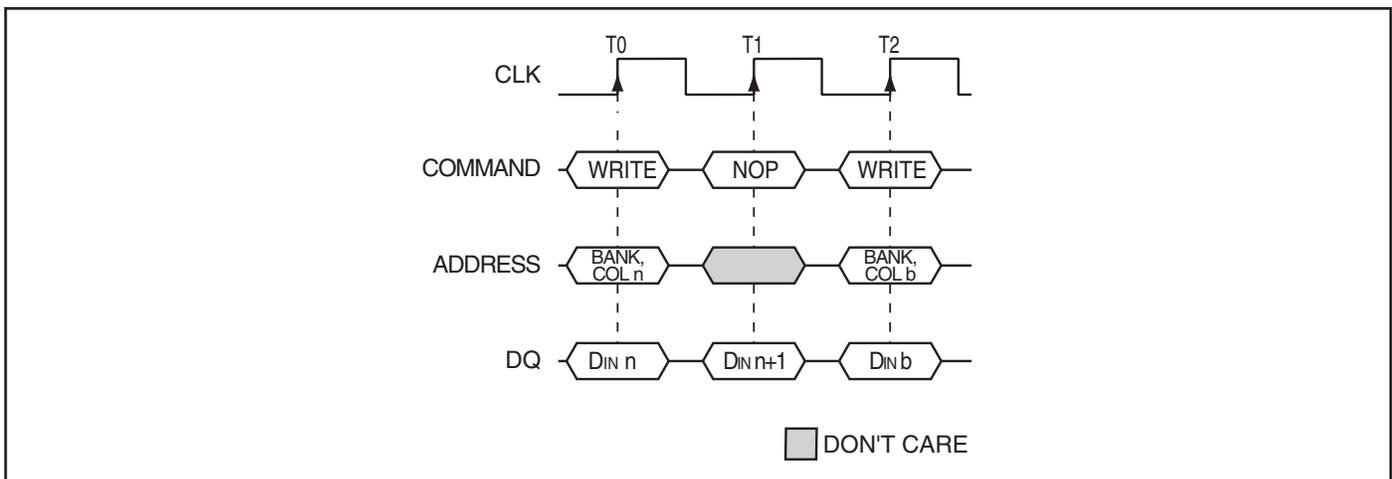 T0 T1 T2
CLK
COMMAND WRITE NOP WRITE
ADDRESS BANK, COL n BANK, COL b
DQ DIN n DIN n+1 DIN b
DON'T CARE